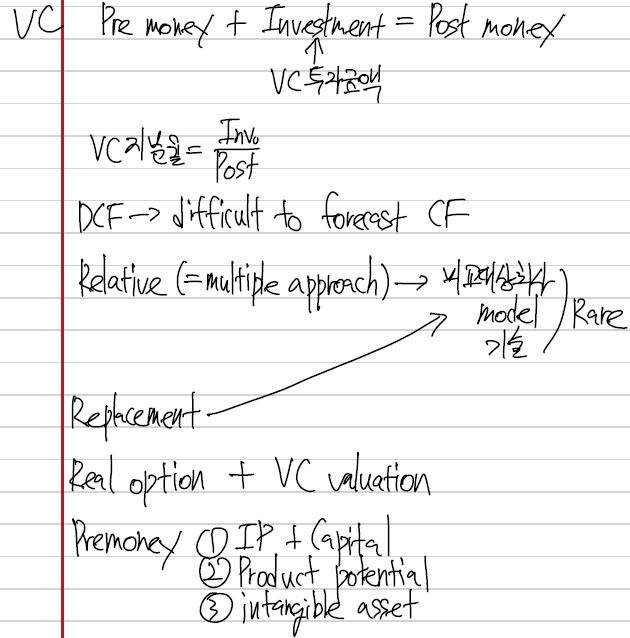 VC Pre money + Investment = Post money
↑
VC투자금액
VC지분율 = Inv. / Post
DCF → difficult to forecast CF
Relative (= multiple approach) → 비교대상회사
model ) Rare
기술
Replacement
Real option + VC valuation
Premoney ① IP + Capital
② Product potential
③ intangible asset